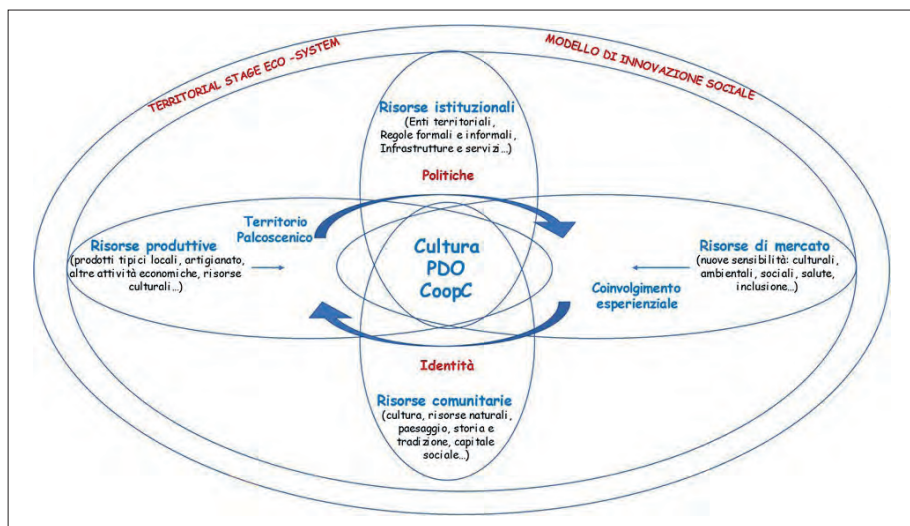 TERRITORIAL STAGE ECO -SYSTEM
MODELLO DI INNOVAZIONE SOCIALE
Risorse istituzionali
(Enti territoriali,
Regole formali e informali,
Infrastrutture e servizi...)
Politiche
Territorio
Palcoscenico
Risorse produttive
(prodotti tipici locali, artigianato,
altre attività economiche, risorse
culturali...)
Cultura
PDO
CoopC
Risorse di mercato
(nuove sensibilità: culturali,
ambientali, sociali, salute,
inclusione...)
Coinvolgimento
esperienziale
Identità
Risorse comunitarie
(cultura, risorse naturali,
paesaggio, storia e
tradizione, capitale
sociale...)